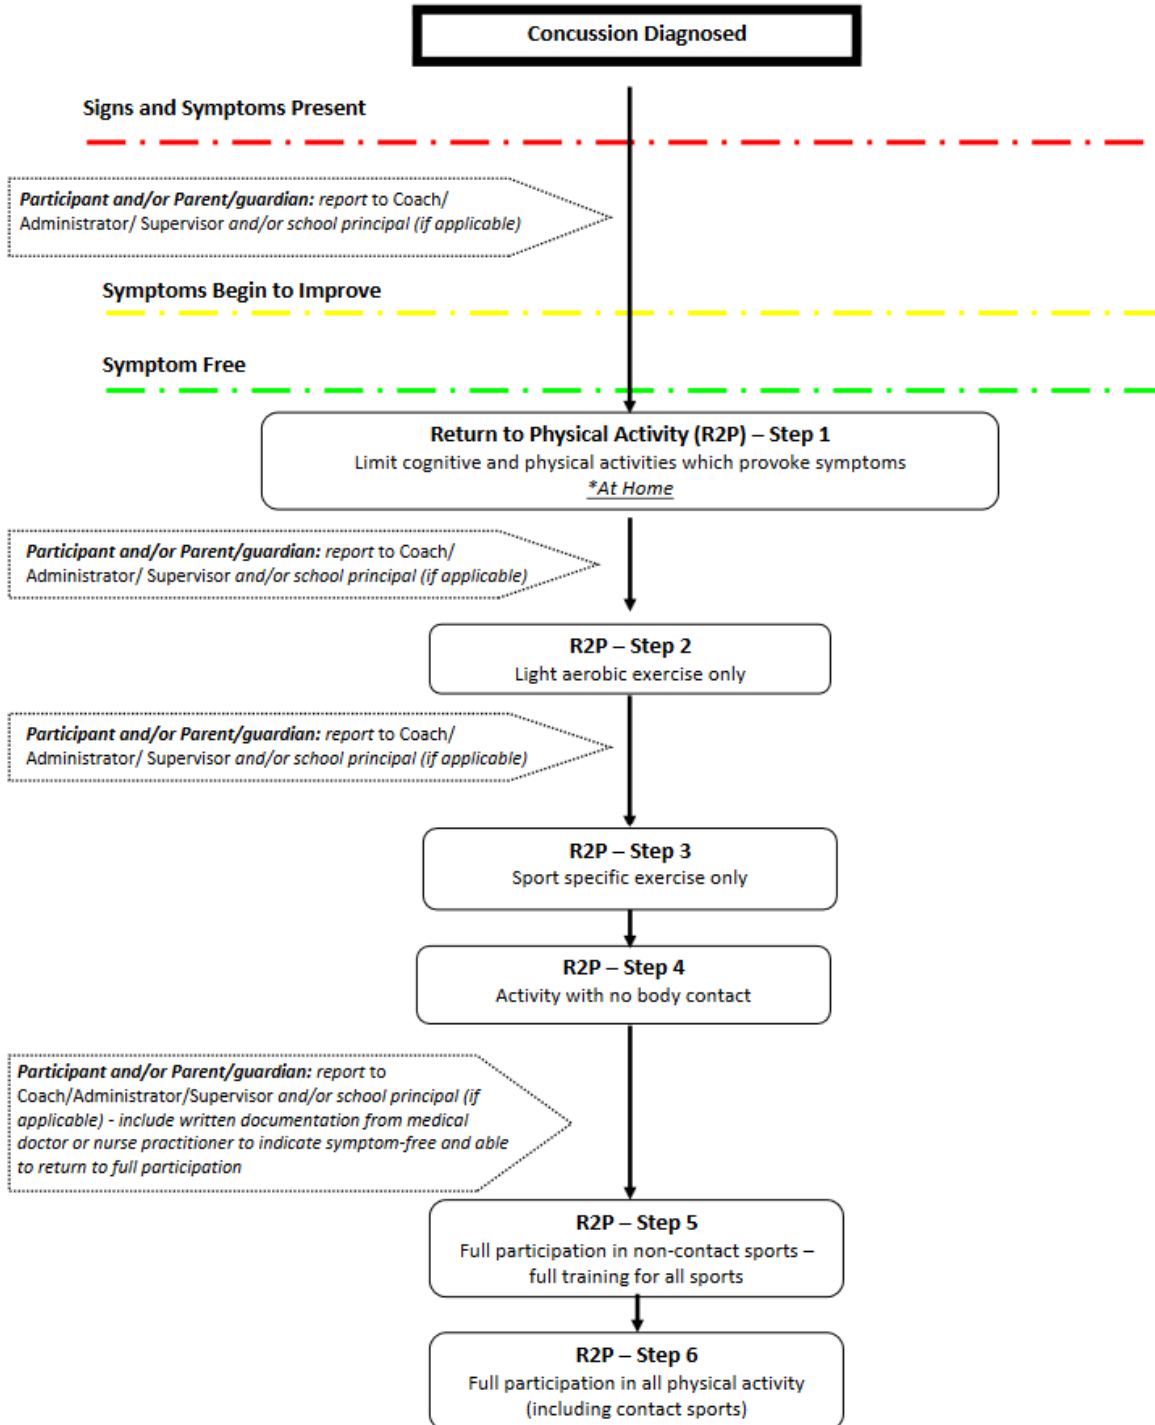 Concussion Diagnosed
Signs and Symptoms Present
Participant and/or Parent/guardian: report to Coach/
Administrator/ Supervisor and/or school principal (if applicable)
Symptoms Begin to Improve
Symptom Free
Return to Physical Activity (R2P) – Step 1
Limit cognitive and physical activities which provoke symptoms
*At Home
Participant and/or Parent/guardian: report to Coach/
Administrator/ Supervisor and/or school principal (if applicable)
R2P – Step 2
Light aerobic exercise only
Participant and/or Parent/guardian: report to Coach/
Administrator/ Supervisor and/or school principal (if applicable)
R2P – Step 3
Sport specific exercise only
R2P – Step 4
Activity with no body contact
Participant and/or Parent/guardian: report to
Coach/Administrator/Supervisor and/or school principal (if
applicable) - include written documentation from medical
doctor or nurse practitioner to indicate symptom-free and able
to return to full participation
R2P – Step 5
Full participation in non-contact sports –
full training for all sports
R2P – Step 6
Full participation in all physical activity
(including contact sports)